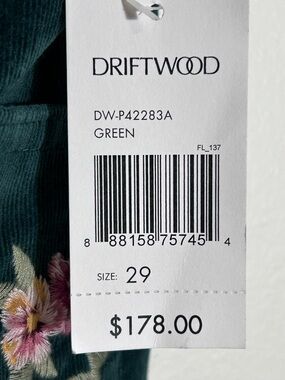 DRIFTWOOD
DW-P42283A
GREEN
FL_137
8 88158 75745 4
SIZE: 29
$178.00